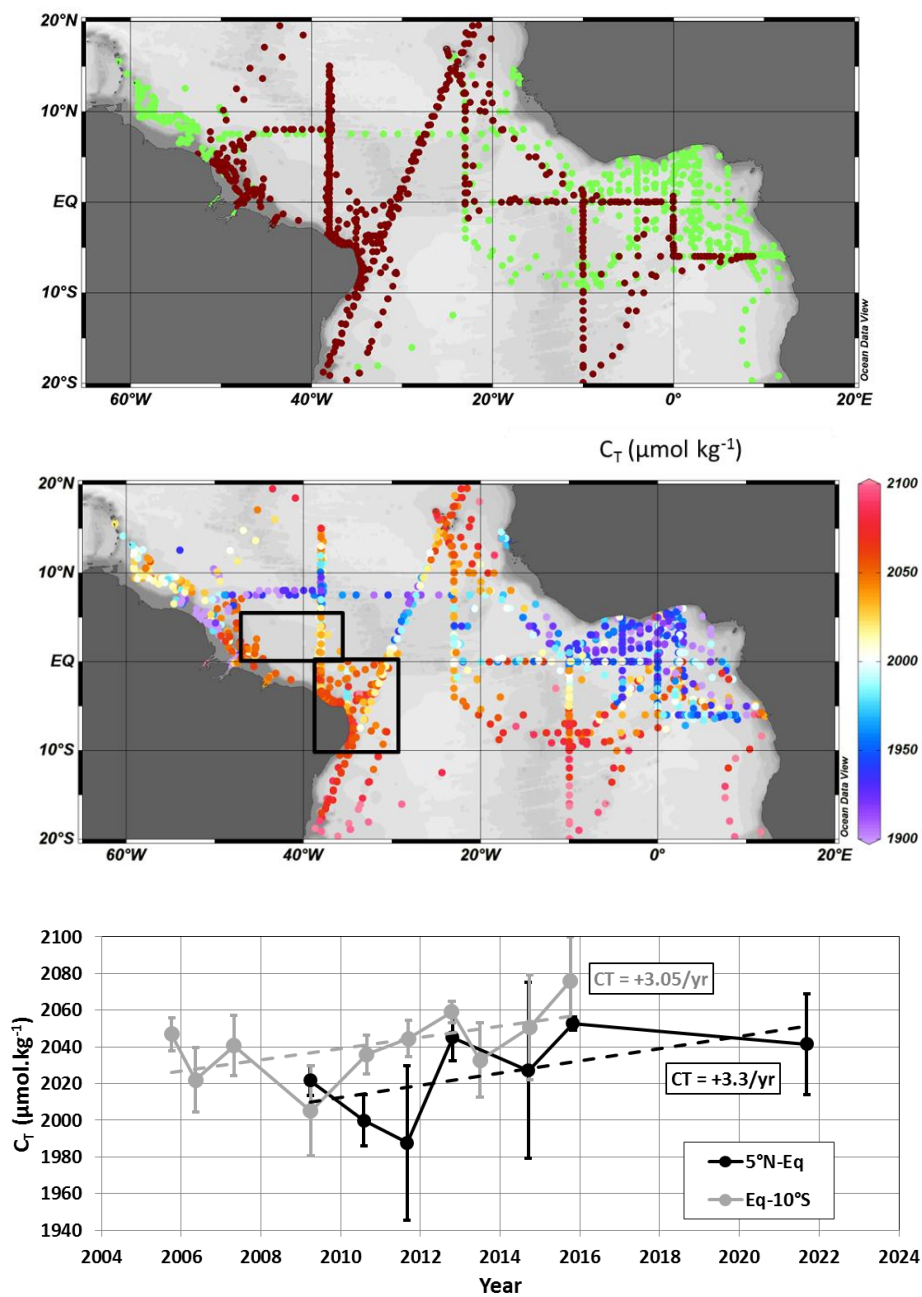 20°N
10°N
EQ
10°S
20°S
60°W
40°W
20°W
0°
20°E
Ocean Data View
C_T (µmol kg⁻¹)
20°N
10°N
EQ
10°S
20°S
60°W
40°W
20°W
0°
20°E
Ocean Data View
2100
2050
2000
1950
1900
C_T (µmol.kg⁻¹)
2100
2080
2060
2040
2020
2000
1980
1960
1940
CT = +3.05/yr
CT = +3.3/yr
5°N-Eq
Eq-10°S
2004 2006 2008 2010 2012 2014 2016 2018 2020 2022 2024
Year